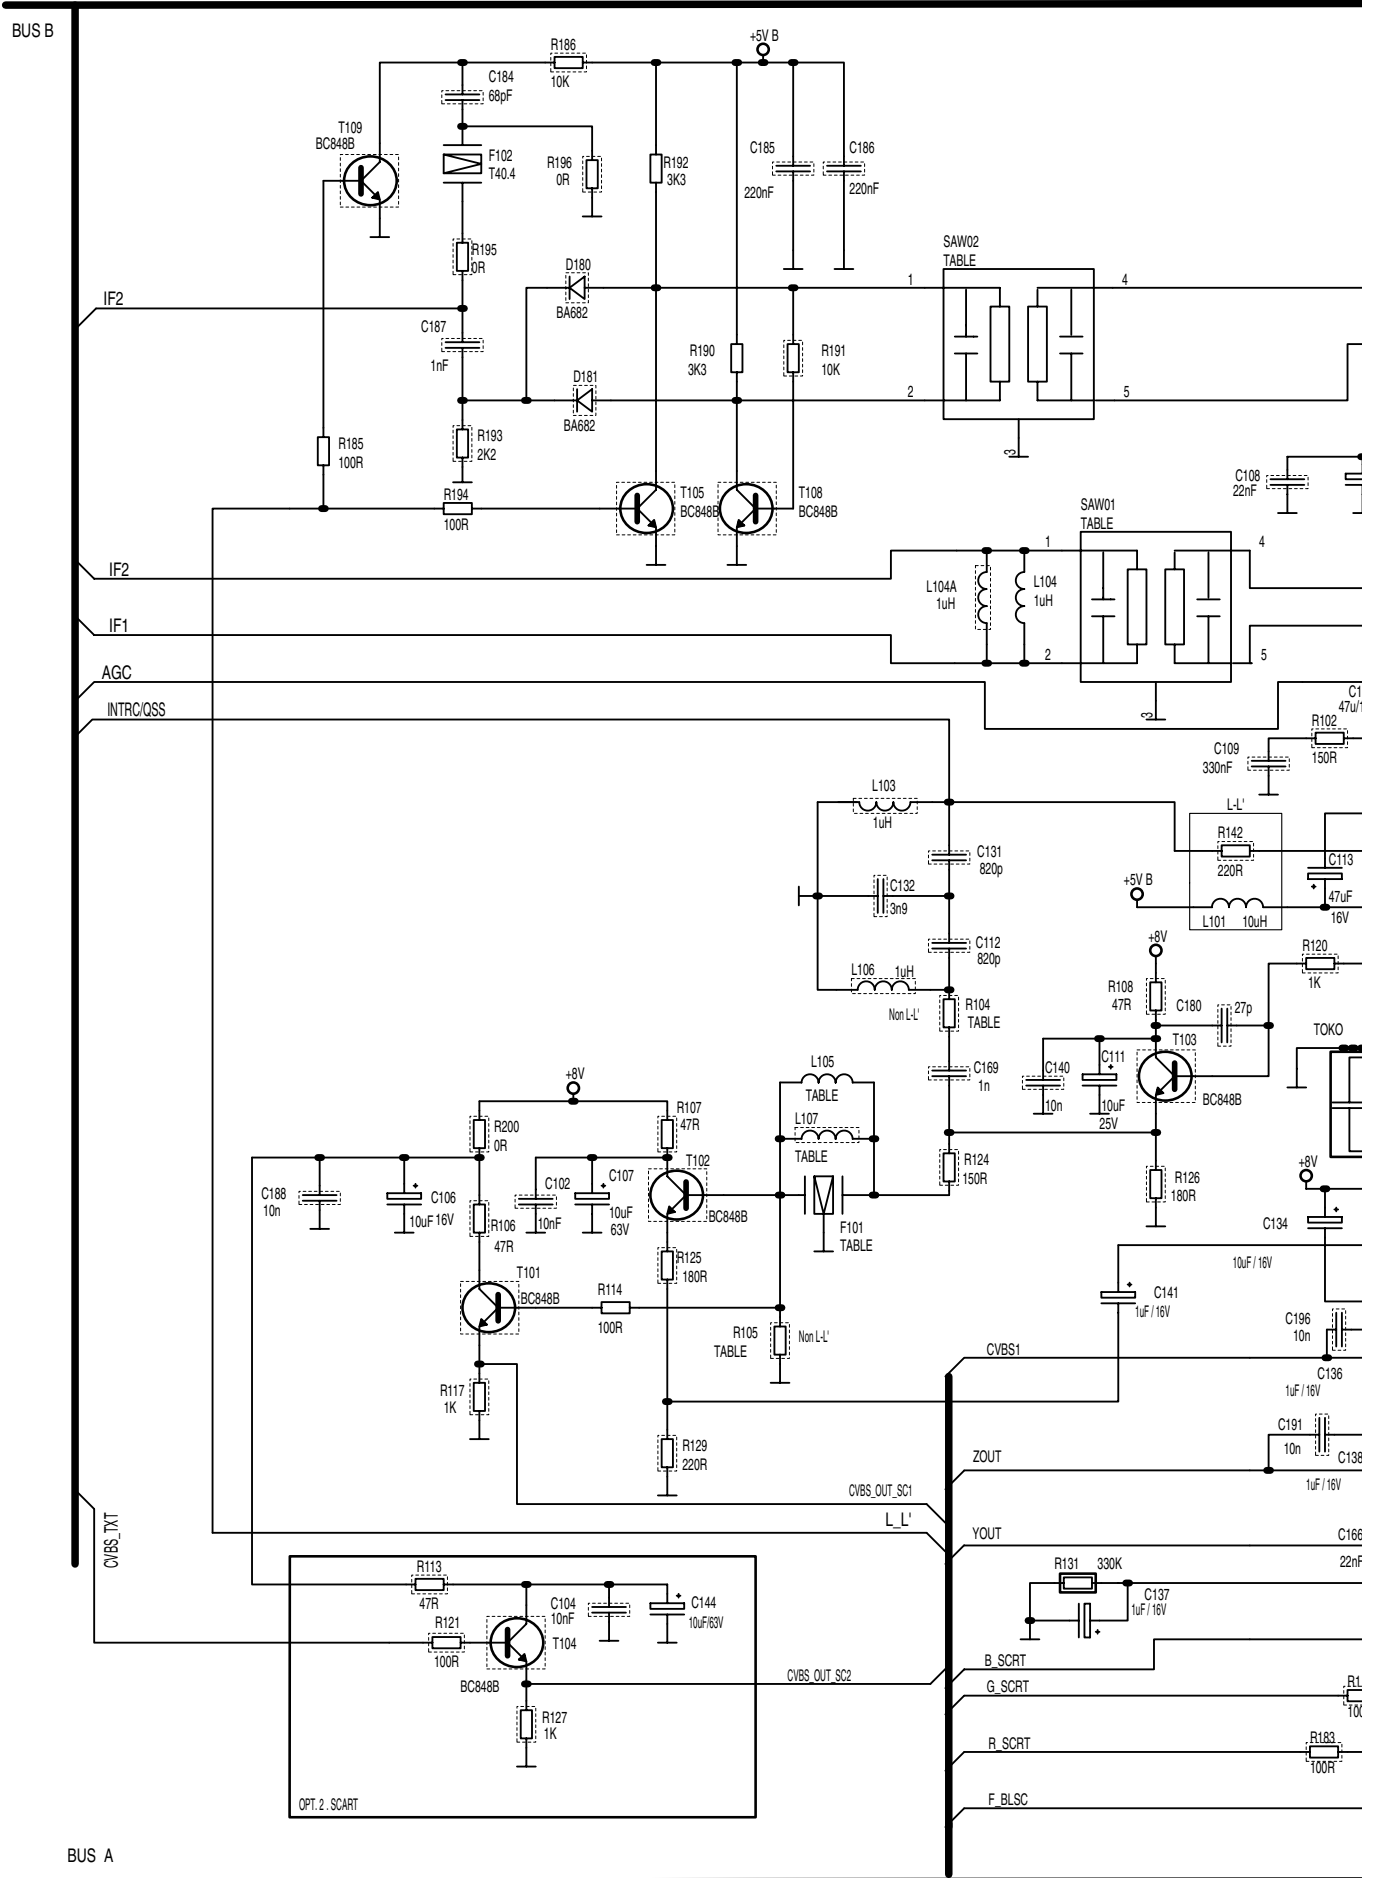 BUS B
R186
10K
+5V B
C184
68pF
T109
BC848B
F102
T40.4
R196
0R
R192
3K3
C185
220nF
C186
220nF
R195
0R
D180
BA682
SAW02
TABLE
1
4
IF2
C187
1nF
R190
3K3
R191
10K
D181
BA682
2
5
3
R185
100R
R193
2K2
R194
100R
T105
BC848B
T108
BC848B
C108
22nF
SAW01
TABLE
1
4
IF2
L104A
1uH
L104
1uH
IF1
2
5
3
AGC
INTRC/QSS
C1
47u/1
R102
150R
C109
330nF
L103
1uH
L-L'
R142
220R
C131
820p
C113
47uF
16V
+5V B
C132
3n9
L101 10uH
C112
820p
+8V
R120
1K
L106 1uH
R108
47R
C180 27p
Non L-L'
R104
TABLE
TOKO
T103
BC848B
L105
TABLE
C169
1n
C140
10n
C111
10uF
25V
+8V
R107
47R
L107
TABLE
R200
0R
T102
BC848B
R124
150R
R126
180R
+8V
C188
10n
C106
10uF 16V
R106
47R
C102
10nF
C107
10uF
63V
F101
TABLE
C134
10uF / 16V
R125
180R
T101
BC848B
R114
100R
C141
1uF / 16V
R105
TABLE
Non L-L'
C196
10n
CVBS1
C136
1uF / 16V
R117
1K
C191
10n
R129
220R
ZOUT
C138
1uF / 16V
CVBS_OUT_SC1
L_L'
YOUT
C166
22nF
CVBS_TXT
R113
47R
R131 330K
C137
1uF / 16V
C104
10nF
C144
10uF/63V
R121
100R
T104
BC848B
B_SCRT
CVBS_OUT_SC2
G_SCRT
R1
100
R127
1K
R_SCRT
R183
100R
OPT. 2 . SCART
F_BLSC
BUS A